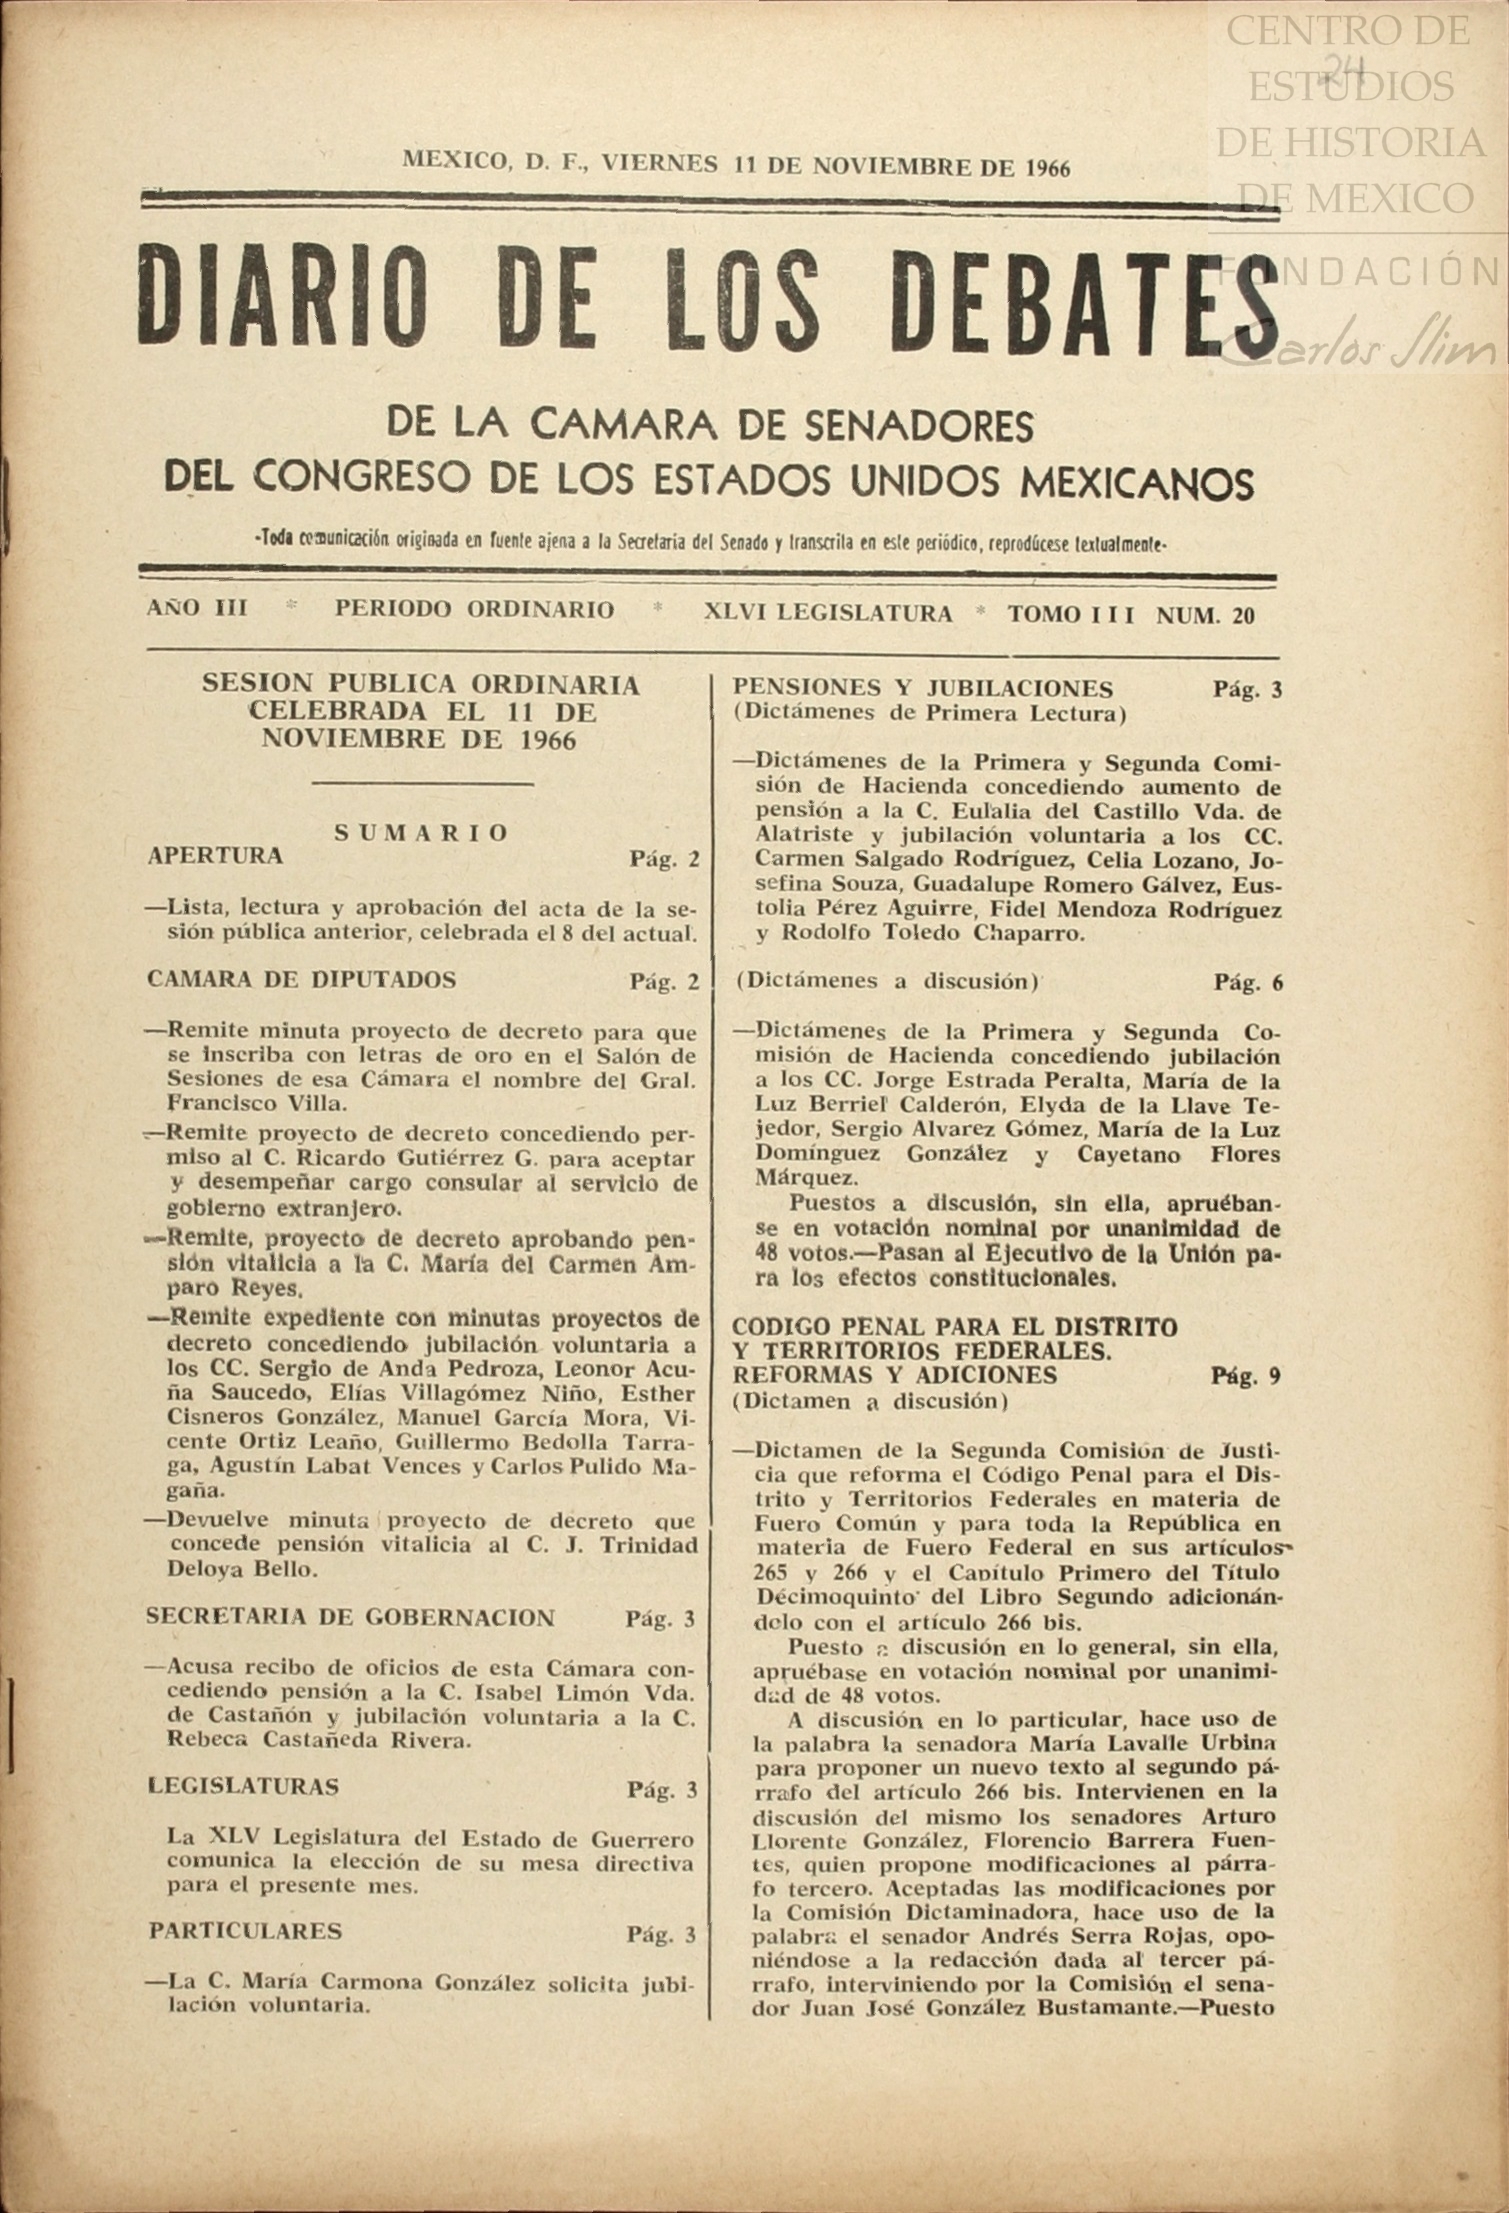 CENTRO DE
ESTUDIOS
DE HISTORIA
DE MEXICO
FUNDACIÓN
Carlos Slim
24
MEXICO, D. F., VIERNES 11 DE NOVIEMBRE DE 1966
DIARIO DE LOS DEBATES
DE LA CAMARA DE SENADORES
DEL CONGRESO DE LOS ESTADOS UNIDOS MEXICANOS
-Toda comunicación originada en fuente ajena a la Secretaría del Senado y transcrita en este periódico, reprodúcese textualmente-
AÑO III * PERIODO ORDINARIO * XLVI LEGISLATURA * TOMO III NUM. 20
SESION PUBLICA ORDINARIA
CELEBRADA EL 11 DE
NOVIEMBRE DE 1966
SUMARIO
APERTURA Pág. 2
—Lista, lectura y aprobación del acta de la se-
sión pública anterior, celebrada el 8 del actual.
CAMARA DE DIPUTADOS Pág. 2
—Remite minuta proyecto de decreto para que
se inscriba con letras de oro en el Salón de
Sesiones de esa Cámara el nombre del Gral.
Francisco Villa.
—Remite proyecto de decreto concediendo per-
miso al C. Ricardo Gutiérrez G. para aceptar
y desempeñar cargo consular al servicio de
gobierno extranjero.
—Remite, proyecto de decreto aprobando pen-
sión vitalicia a la C. María del Carmen Am-
paro Reyes.
—Remite expediente con minutas proyectos de
decreto concediendo jubilación voluntaria a
los CC. Sergio de Anda Pedroza, Leonor Acu-
ña Saucedo, Elías Villagómez Niño, Esther
Cisneros González, Manuel García Mora, Vi-
cente Ortiz Leaño, Guillermo Bedolla Tarra-
ga, Agustín Labat Vences y Carlos Pulido Ma-
gaña.
—Devuelve minuta proyecto de decreto que
concede pensión vitalicia al C. J. Trinidad
Deloya Bello.
SECRETARIA DE GOBERNACION Pág. 3
—Acusa recibo de oficios de esta Cámara con-
cediendo pensión a la C. Isabel Limón Vda.
de Castañón y jubilación voluntaria a la C.
Rebeca Castañeda Rivera.
LEGISLATURAS Pág. 3
La XLV Legislatura del Estado de Guerrero
comunica la elección de su mesa directiva
para el presente mes.
PARTICULARES Pág. 3
—La C. María Carmona González solicita jubi-
lación voluntaria.
PENSIONES Y JUBILACIONES Pág. 3
(Dictámenes de Primera Lectura)
—Dictámenes de la Primera y Segunda Comi-
sión de Hacienda concediendo aumento de
pensión a la C. Eulalia del Castillo Vda. de
Alatriste y jubilación voluntaria a los CC.
Carmen Salgado Rodríguez, Celia Lozano, Jo-
sefina Souza, Guadalupe Romero Gálvez, Eus-
tolia Pérez Aguirre, Fidel Mendoza Rodríguez
y Rodolfo Toledo Chaparro.
(Dictámenes a discusión) Pág. 6
—Dictámenes de la Primera y Segunda Co-
misión de Hacienda concediendo jubilación
a los CC. Jorge Estrada Peralta, María de la
Luz Berriel Calderón, Elyda de la Llave Te-
jedor, Sergio Alvarez Gómez, María de la Luz
Domínguez González y Cayetano Flores
Márquez.
Puestos a discusión, sin ella, apruéban-
se en votación nominal por unanimidad de
48 votos.—Pasan al Ejecutivo de la Unión pa-
ra los efectos constitucionales.
CODIGO PENAL PARA EL DISTRITO
Y TERRITORIOS FEDERALES.
REFORMAS Y ADICIONES Pág. 9
(Dictamen a discusión)
—Dictamen de la Segunda Comisión de Justi-
cia que reforma el Código Penal para el Dis-
trito y Territorios Federales en materia de
Fuero Común y para toda la República en
materia de Fuero Federal en sus artículos
265 y 266 y el Capítulo Primero del Título
Décimoquinto del Libro Segundo adicionán-
dolo con el artículo 266 bis.
Puesto a discusión en lo general, sin ella,
apruébase en votación nominal por unanimi-
dad de 48 votos.
A discusión en lo particular, hace uso de
la palabra la senadora María Lavalle Urbina
para proponer un nuevo texto al segundo pá-
rrafo del artículo 266 bis. Intervienen en la
discusión del mismo los senadores Arturo
Llorente González, Florencio Barrera Fuen-
tes, quien propone modificaciones al párra-
fo tercero. Aceptadas las modificaciones por
la Comisión Dictaminadora, hace uso de la
palabra el senador Andrés Serra Rojas, opo-
niéndose a la redacción dada al tercer pá-
rrafo, interviniendo por la Comisión el sena-
dor Juan José González Bustamante.—Puesto